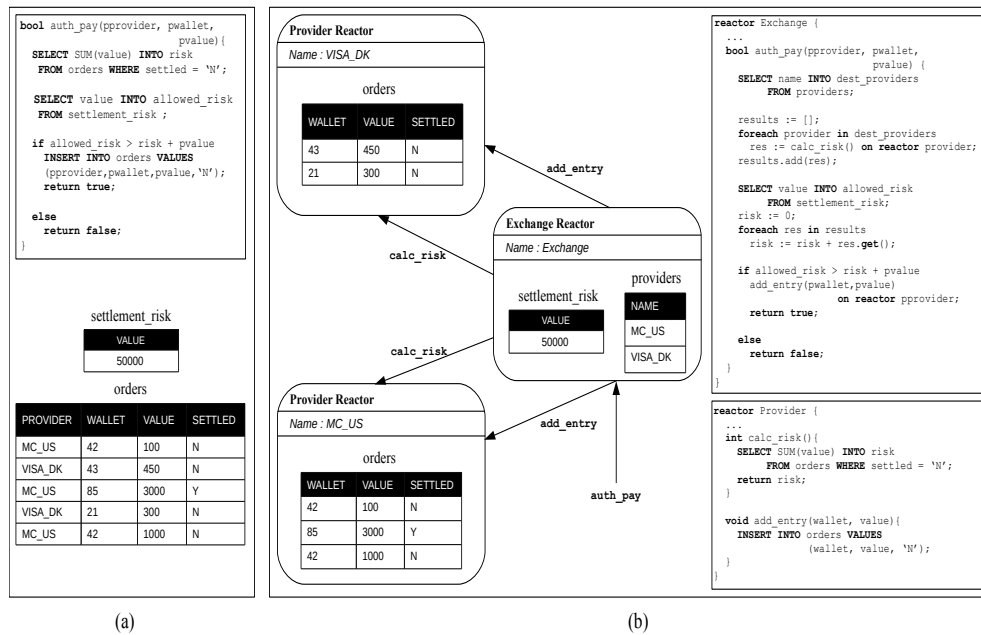 bool auth_pay(pprovider, pwallet,
pvalue){
SELECT SUM(value) INTO risk
FROM orders WHERE settled = ‘N’;
SELECT value INTO allowed_risk
FROM settlement_risk ;
if allowed_risk > risk + pvalue
INSERT INTO orders VALUES
(pprovider,pwallet,pvalue,‘N’);
return true;
else
return false;
}
settlement_risk
VALUE
50000
orders
PROVIDER WALLET VALUE SETTLED
MC_US 42 100 N
VISA_DK 43 450 N
MC_US 85 3000 Y
VISA_DK 21 300 N
MC_US 42 1000 N
(a)
Provider Reactor
Name : VISA_DK
orders
WALLET VALUE SETTLED
43 450 N
21 300 N
add_entry
calc_risk
Exchange Reactor
Name : Exchange
settlement_risk
VALUE
50000
providers
NAME
MC_US
VISA_DK
calc_risk
add_entry
auth_pay
Provider Reactor
Name : MC_US
orders
WALLET VALUE SETTLED
42 100 N
85 3000 Y
42 1000 N
reactor Exchange {
...
bool auth_pay(pprovider, pwallet,
pvalue) {
SELECT name INTO dest_providers
FROM providers;
results := [];
foreach provider in dest_providers
res := calc_risk() on reactor provider;
results.add(res);
SELECT value INTO allowed_risk
FROM settlement_risk;
risk := 0;
foreach res in results
risk := risk + res.get();
if allowed_risk > risk + pvalue
add_entry(pwallet,pvalue)
on reactor pprovider;
return true;
else
return false;
}
}
reactor Provider {
...
int calc_risk(){
SELECT SUM(value) INTO risk
FROM orders WHERE settled = ‘N’;
return risk;
}
void add_entry(wallet, value){
INSERT INTO orders VALUES
(wallet, value, ‘N’);
}
}
(b)